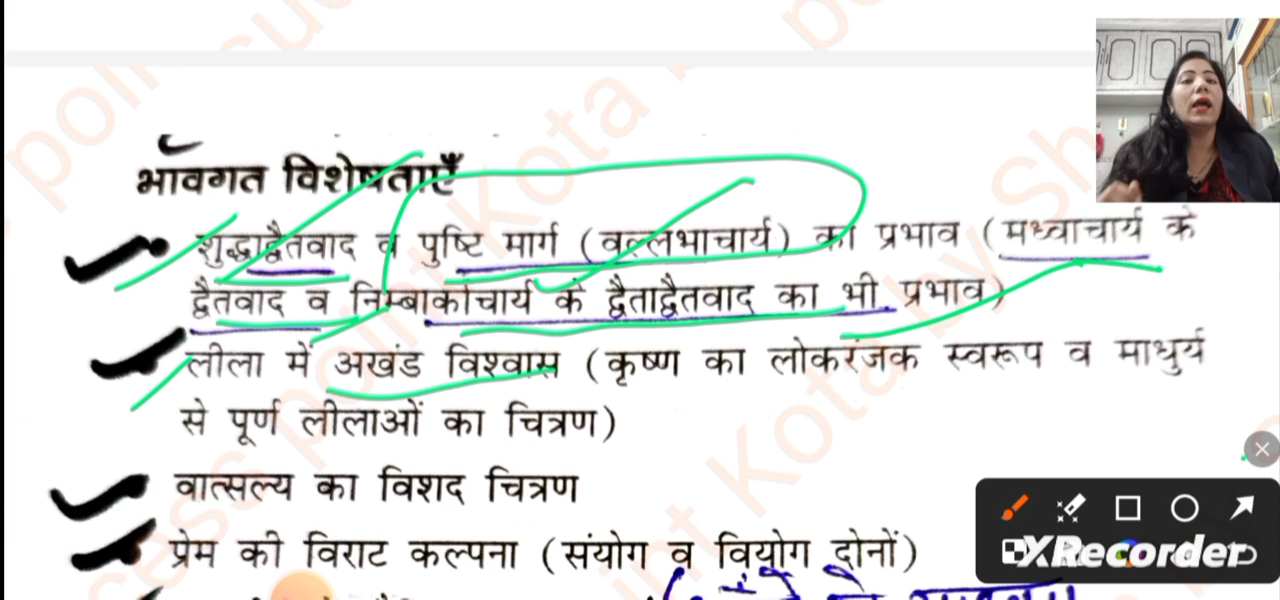 भावगत विशेषताएँ
शुद्धाद्वैतवाद व पुष्टि मार्ग (वल्लभाचार्य) का प्रभाव (मध्वाचार्य के
द्वैतवाद व निम्बार्काचार्य के द्वैताद्वैतवाद का भी प्रभाव)
लीला में अखंड विश्वास (कृष्ण का लोकरंजक स्वरूप व माधुर्य
से पूर्ण लीलाओं का चित्रण)
वात्सल्य का विशद चित्रण
प्रेम की विराट कल्पना (संयोग व वियोग दोनों)
XRecorder